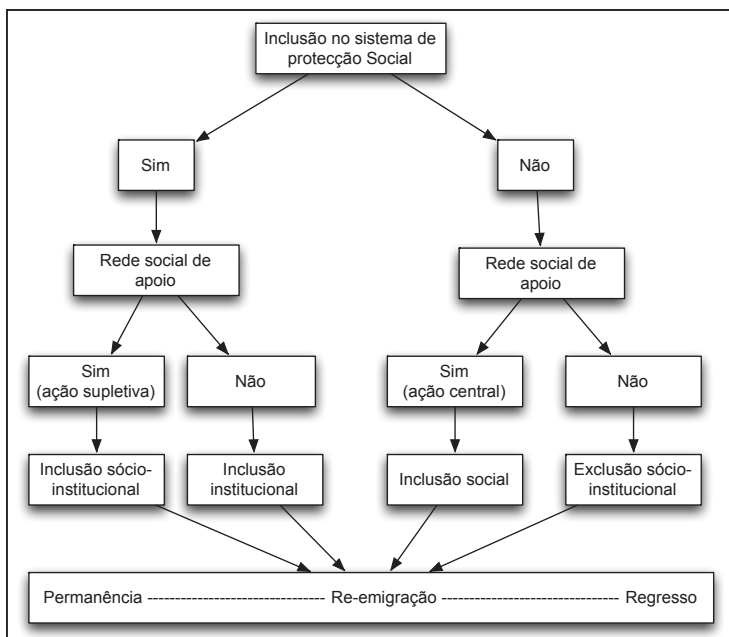 Inclusão no sistema de
protecção Social
Sim
Não
Rede social de
apoio
Rede social de
apoio
Sim
(ação supletiva)
Não
Sim
(ação central)
Não
Inclusão sócio-
institucional
Inclusão
institucional
Inclusão social
Exclusão sócio-
institucional
Permanência ------------------------------ Re-emigração ------------------------------ Regresso